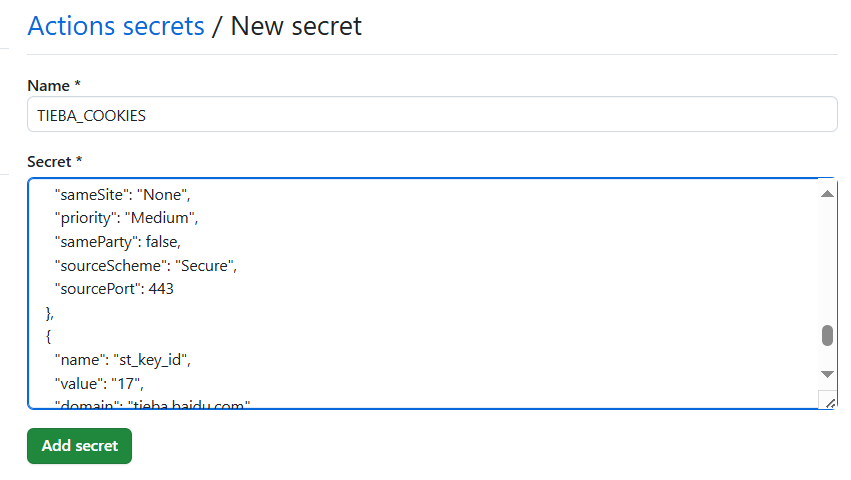 Actions secrets / New secret
Name *
TIEBA_COOKIES
Secret *
"sameSite": "None",
"priority": "Medium",
"sameParty": false,
"sourceScheme": "Secure",
"sourcePort": 443
},
{
"name": "st_key_id",
"value": "17",
"domain": "tieba.baidu.com"
Add secret